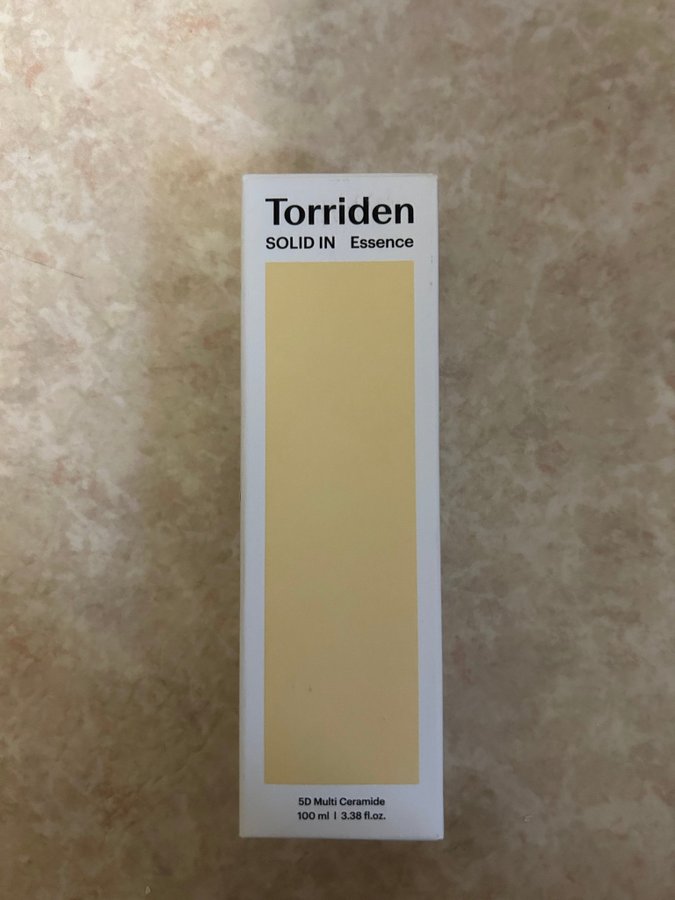 Torriden
SOLID IN Essence
5D Multi Ceramide
100 ml | 3.38 fl.oz.